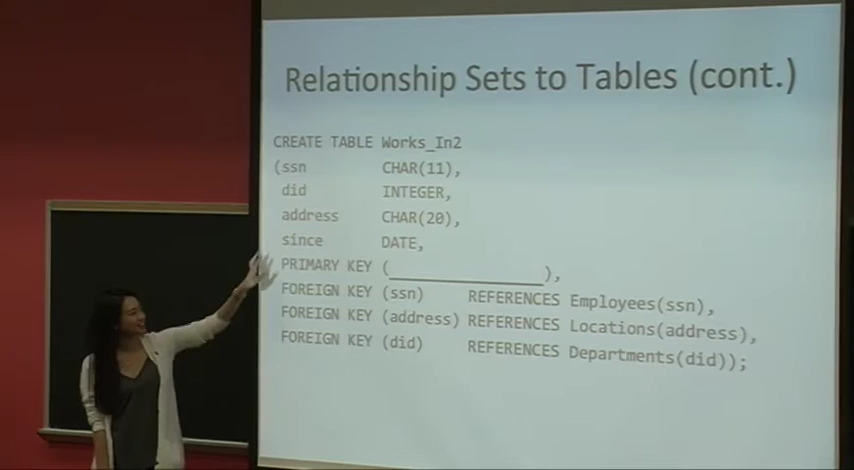 Relationship Sets to Tables (cont.)
CREATE TABLE Works_In2
(ssn CHAR(11),
did INTEGER,
address CHAR(20),
since DATE,
PRIMARY KEY (_________________),
FOREIGN KEY (ssn) REFERENCES Employees(ssn),
FOREIGN KEY (address) REFERENCES Locations(address),
FOREIGN KEY (did) REFERENCES Departments(did));